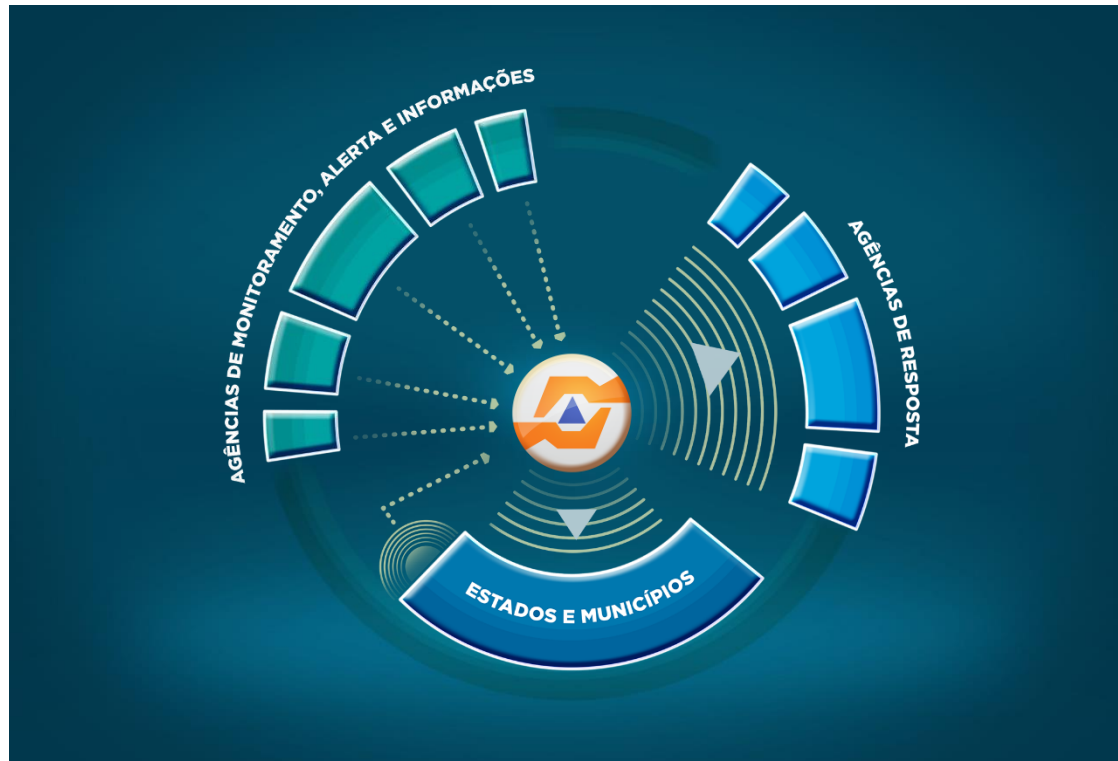 AGÊNCIAS DE MONITORAMENTO, ALERTA E INFORMAÇÕES
AGÊNCIAS DE RESPOSTA
ESTADOS E MUNICÍPIOS